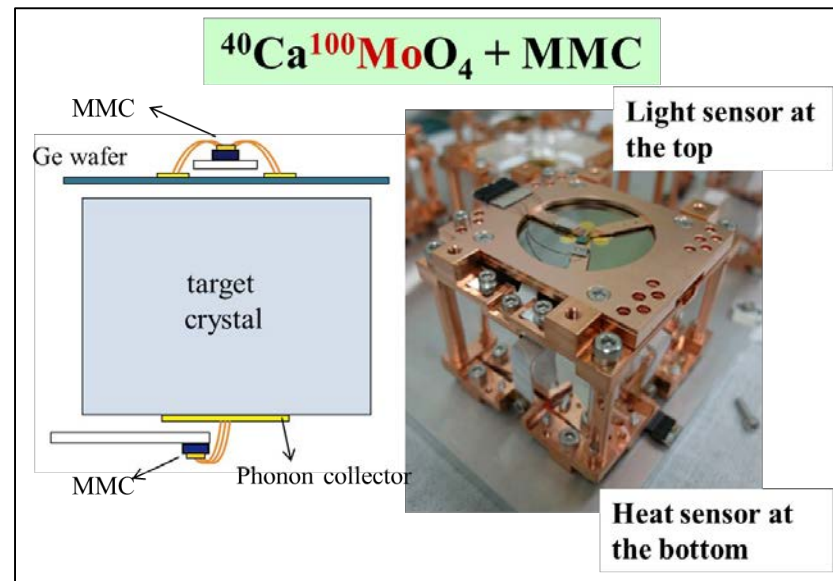 ⁴⁰Ca¹⁰⁰MoO₄ + MMC
MMC
Ge wafer
target
crystal
MMC
Phonon collector
Light sensor at
the top
Heat sensor at
the bottom